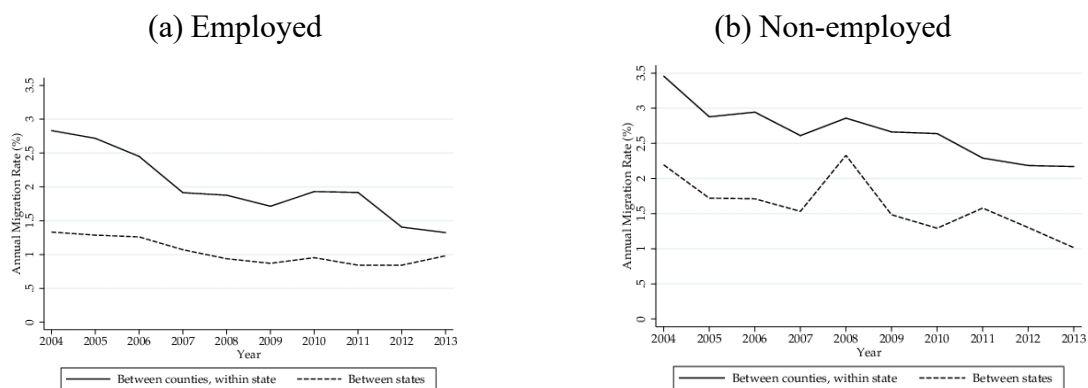 (a) Employed
Annual Migration Rate (%)
0 .5 1 1.5 2 2.5 3 3.5
2004 2005 2006 2007 2008 2009 2010 2011 2012 2013
Year
Between counties, within state Between states
(b) Non-employed
Annual Migration Rate (%)
0 .5 1 1.5 2 2.5 3 3.5
2004 2005 2006 2007 2008 2009 2010 2011 2012 2013
Year
Between counties, within state Between states